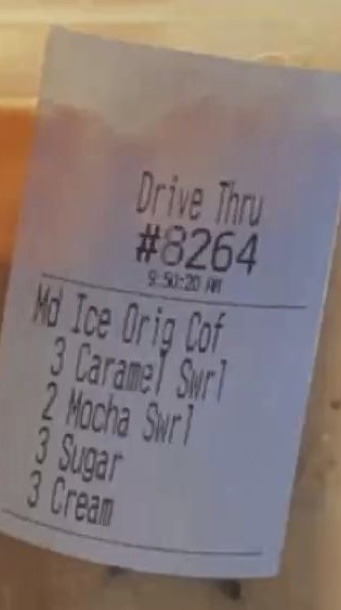 Drive Thru
#8264
9:50:20 AM
Md Ice Orig Cof
3 Caramel Swrl
2 Mocha Swrl
3 Sugar
3 Cream